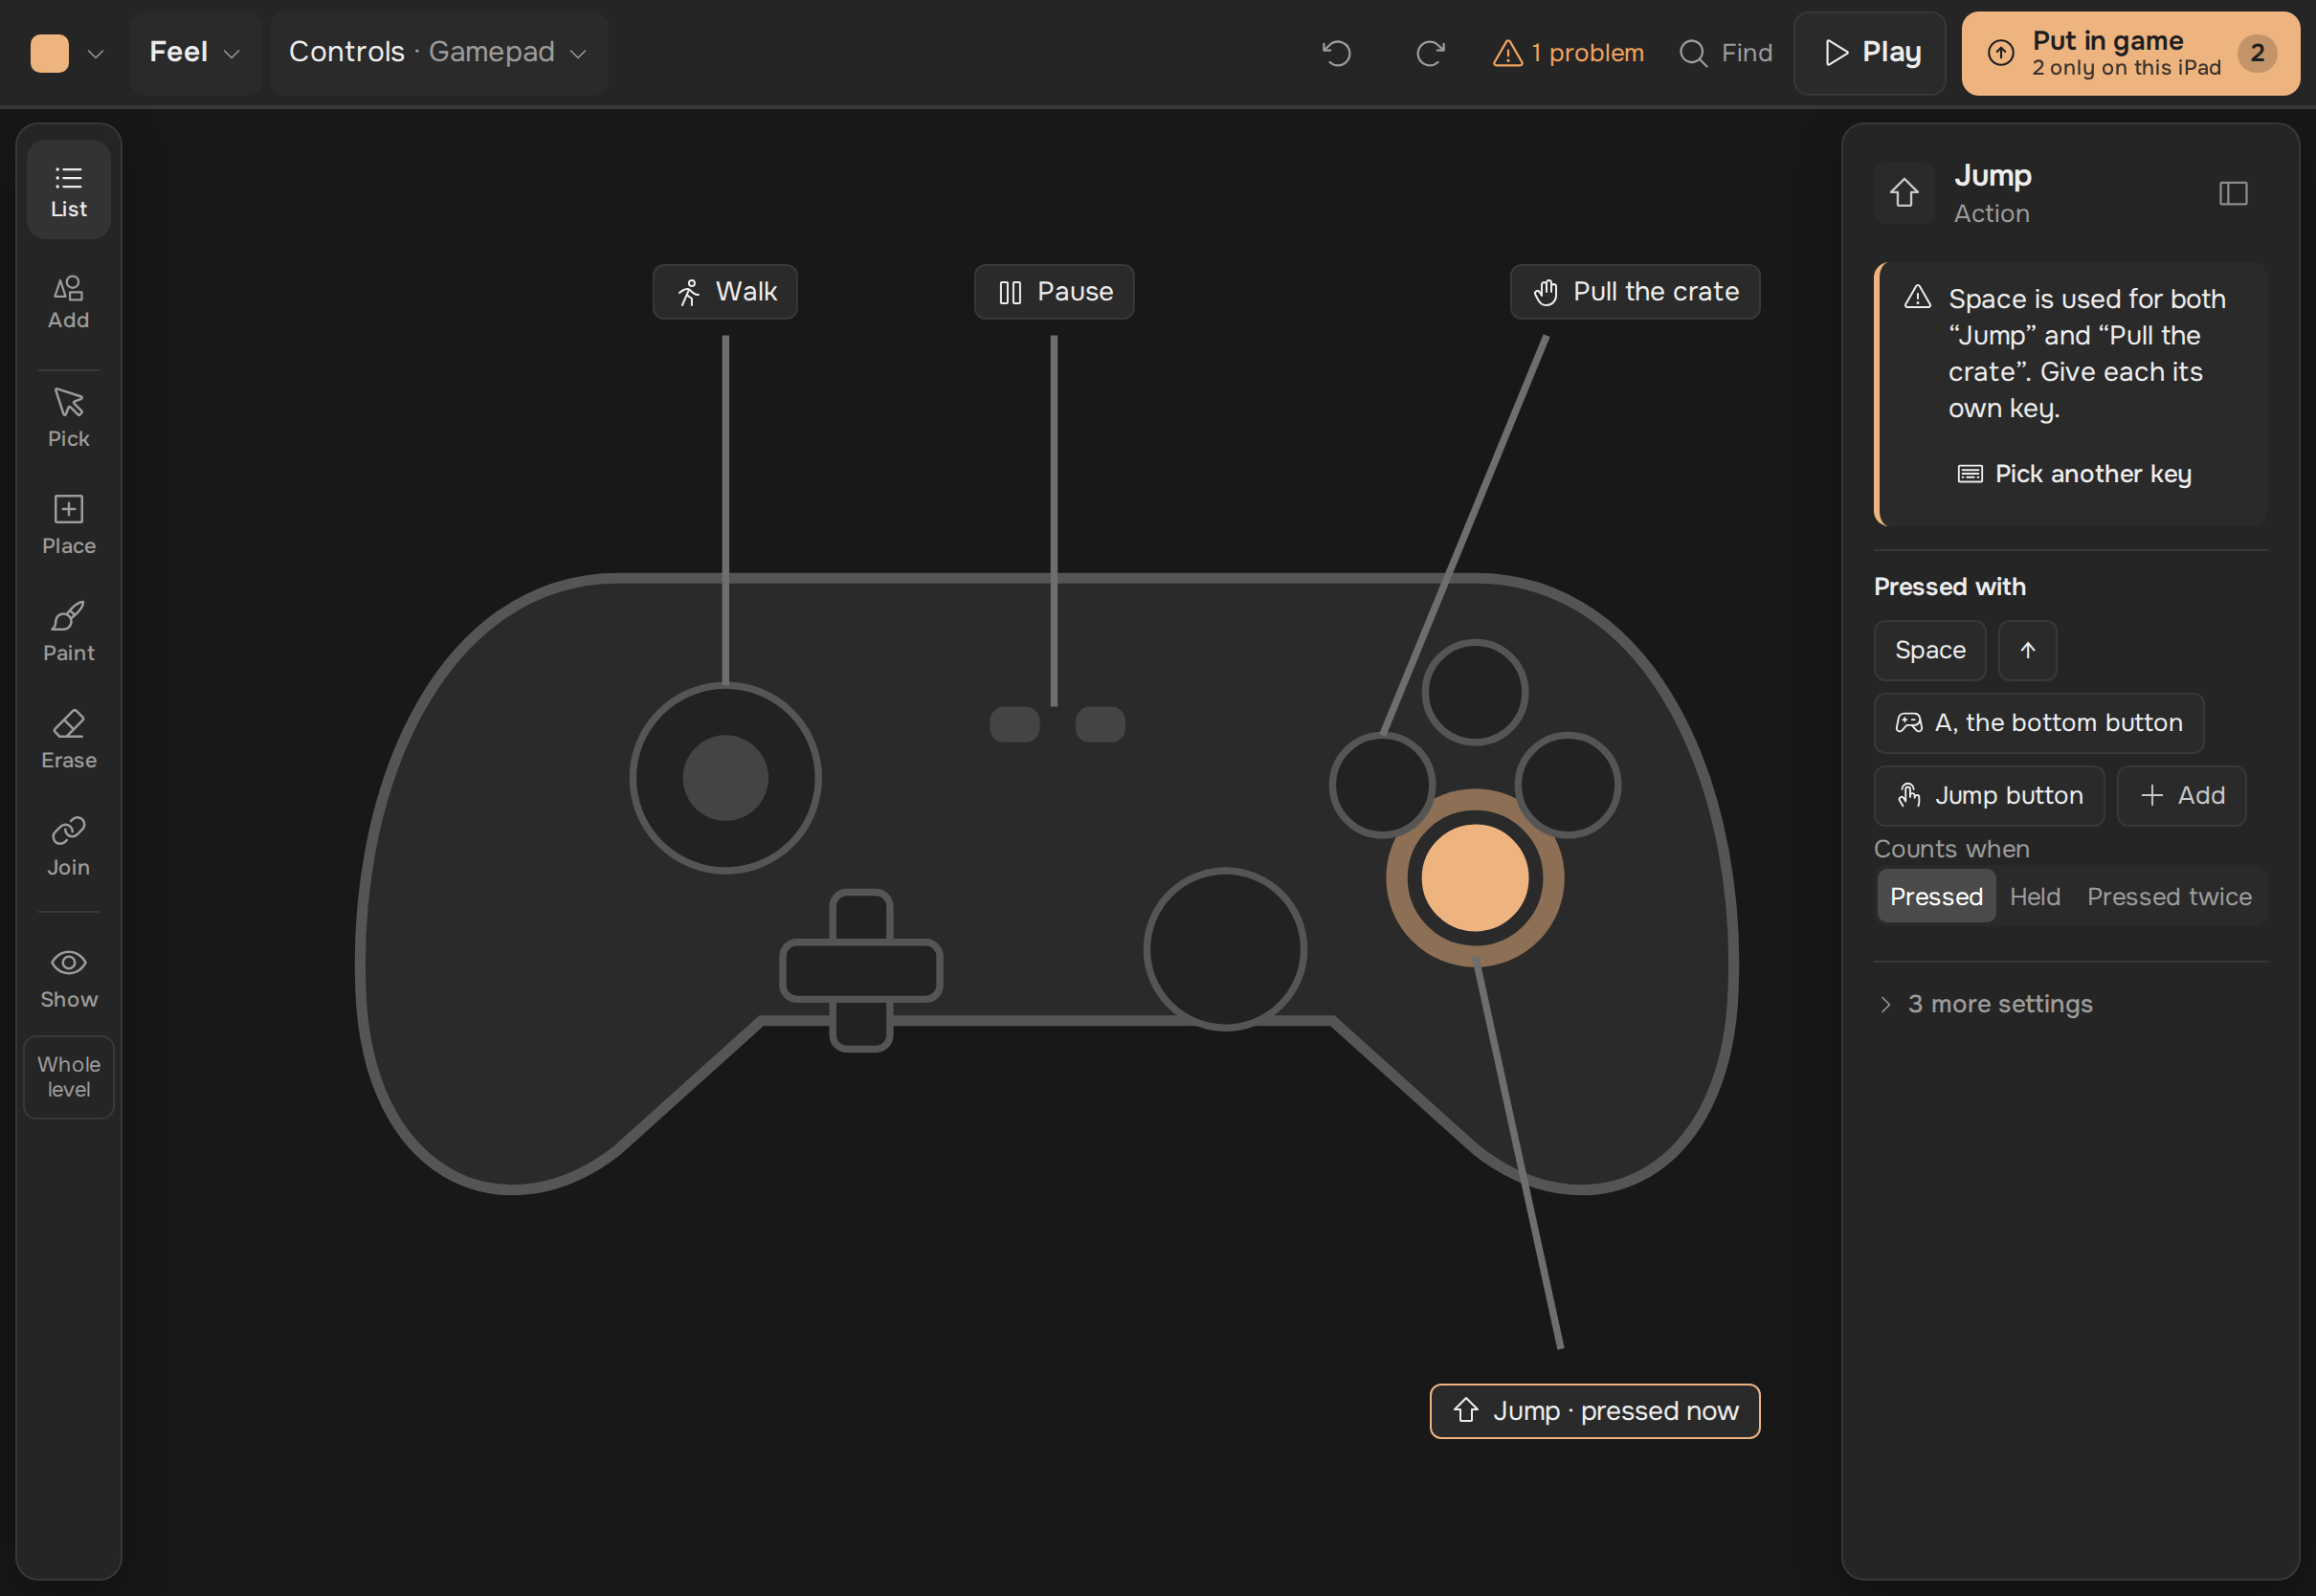 Feel
Controls · Gamepad
1 problem
Find
Play
Put in game
2 only on this iPad
2
List
Add
Pick
Place
Paint
Erase
Join
Show
Whole
level
Walk
Pause
Pull the crate
Jump · pressed now
Jump
Action
Space is used for both
“Jump” and “Pull the
crate”. Give each its
own key.
Pick another key
Pressed with
Space
↑
A, the bottom button
Jump button
Add
Counts when
Pressed Held Pressed twice
3 more settings